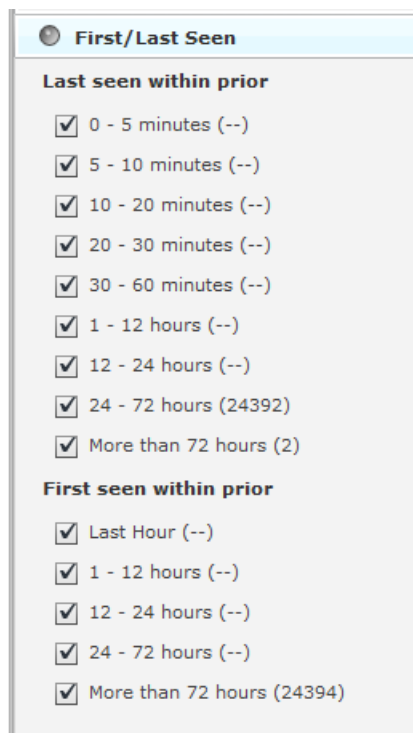 First/Last Seen
Last seen within prior
0 - 5 minutes (--)
5 - 10 minutes (--)
10 - 20 minutes (--)
20 - 30 minutes (--)
30 - 60 minutes (--)
1 - 12 hours (--)
12 - 24 hours (--)
24 - 72 hours (24392)
More than 72 hours (2)
First seen within prior
Last Hour (--)
1 - 12 hours (--)
12 - 24 hours (--)
24 - 72 hours (--)
More than 72 hours (24394)